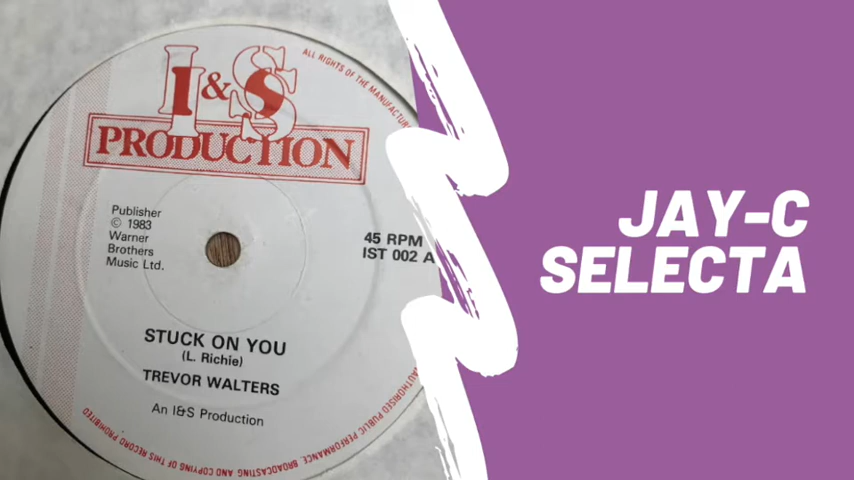 I&S
PRODUCTION
ALL RIGHTS OF THE MANUFACTUR
Publisher
© 1983
Warner
Brothers
Music Ltd.
45 RPM
IST 002 A
STUCK ON YOU
(L. Richie)
TREVOR WALTERS
An I&S Production
AUTHORISED PUBLIC PERFORMANCE, BROADCASTING AND COPYING OF THIS RECORD PROHIBITED
JAY-C
SELECTA